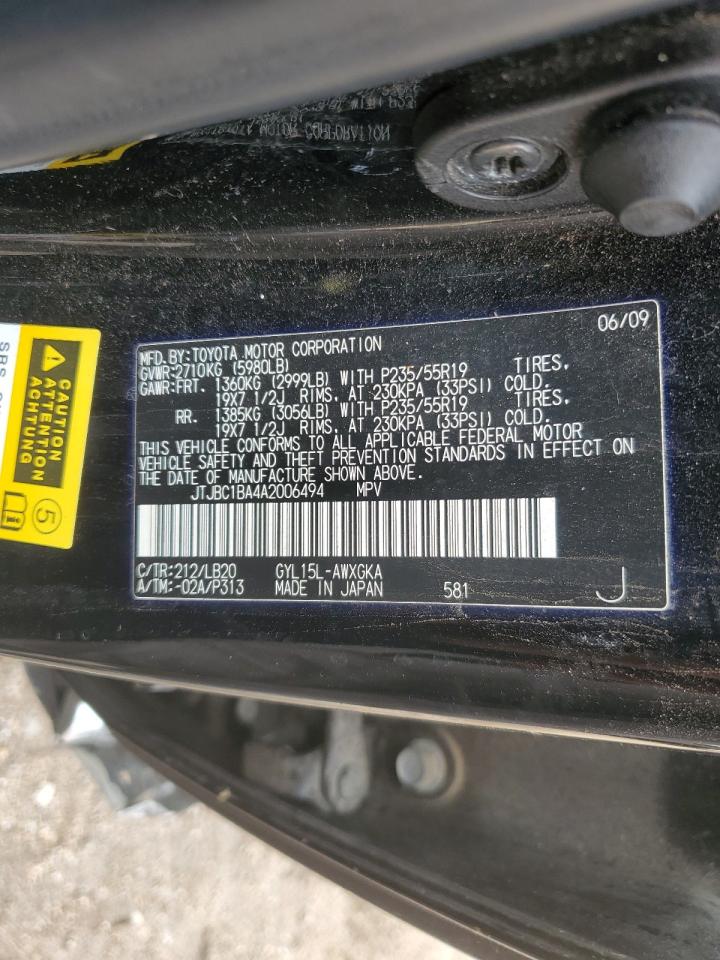 06/09
MFD.BY:TOYOTA MOTOR CORPORATION
GVWR:2710KG (5980LB)
GAWR:FRT. 1360KG (2999LB) WITH P235/55R19 TIRES,
19X7 1/2J RIMS, AT 230KPA (33PSI) COLD.
RR. 1385KG (3056LB) WITH P235/55R19 TIRES,
19X7 1/2J RIMS, AT 230KPA (33PSI) COLD.
THIS VEHICLE CONFORMS TO ALL APPLICABLE FEDERAL MOTOR
VEHICLE SAFETY AND THEFT PREVENTION STANDARDS IN EFFECT ON
THE DATE OF MANUFACTURE SHOWN ABOVE.
JTJBC1BA4A2006494 MPV
C/TR:212/LB20 GYL15L-AWXGKA
A/TM:-02A/P313 MADE IN JAPAN 581 J
CAUTION
ATTENTION
ACHTUNG
5